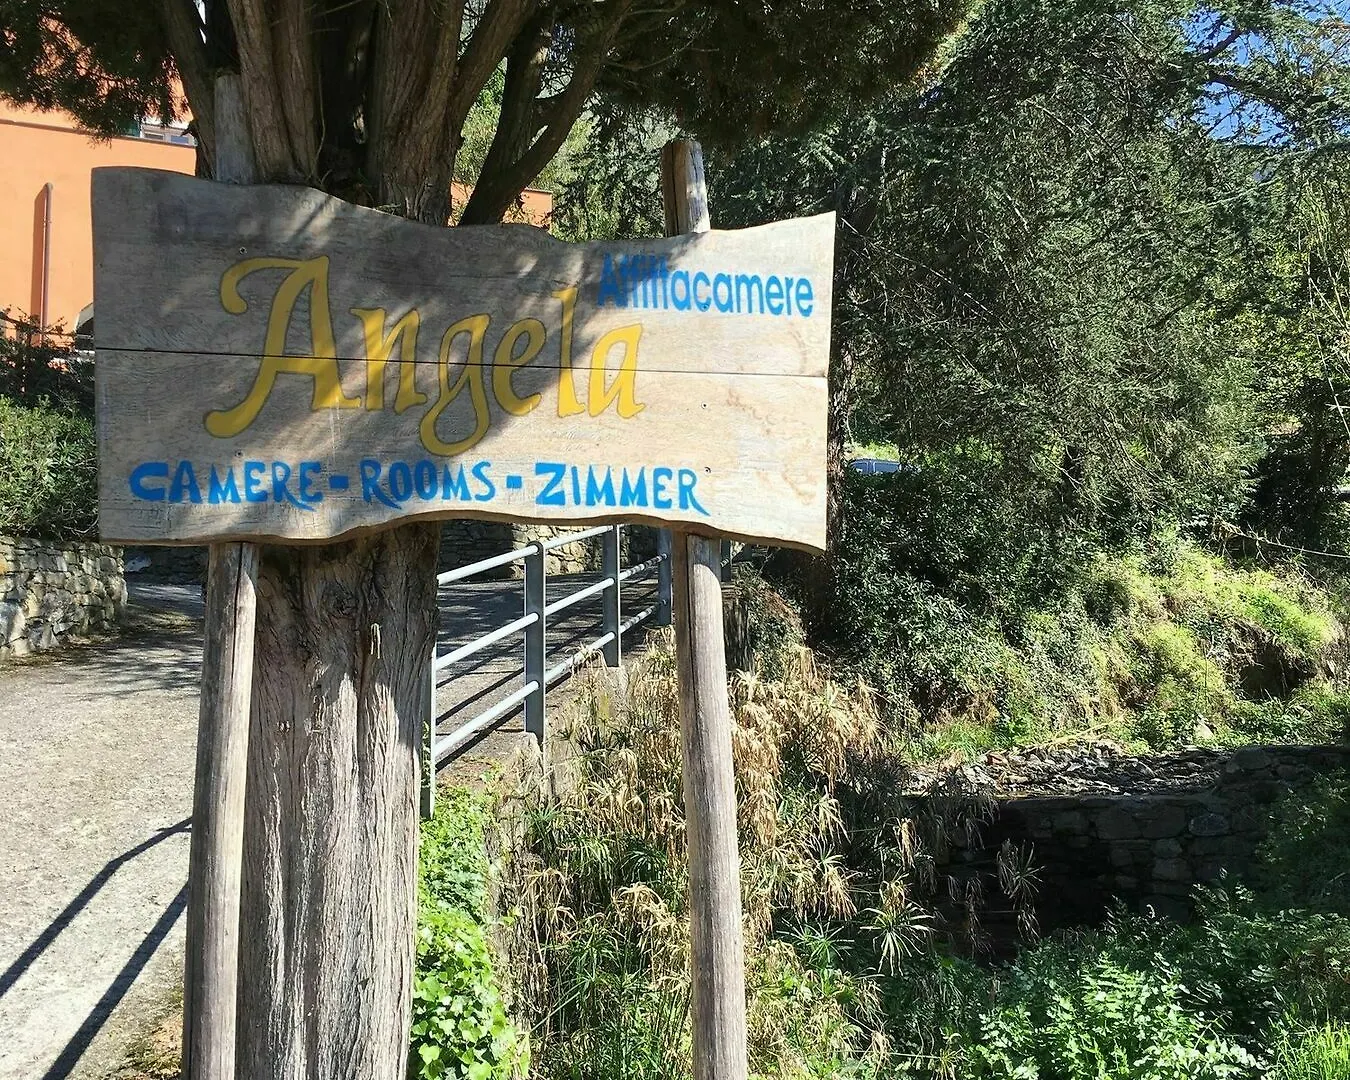 Affittacamere
Angela
CAMERE - ROOMS - ZIMMER